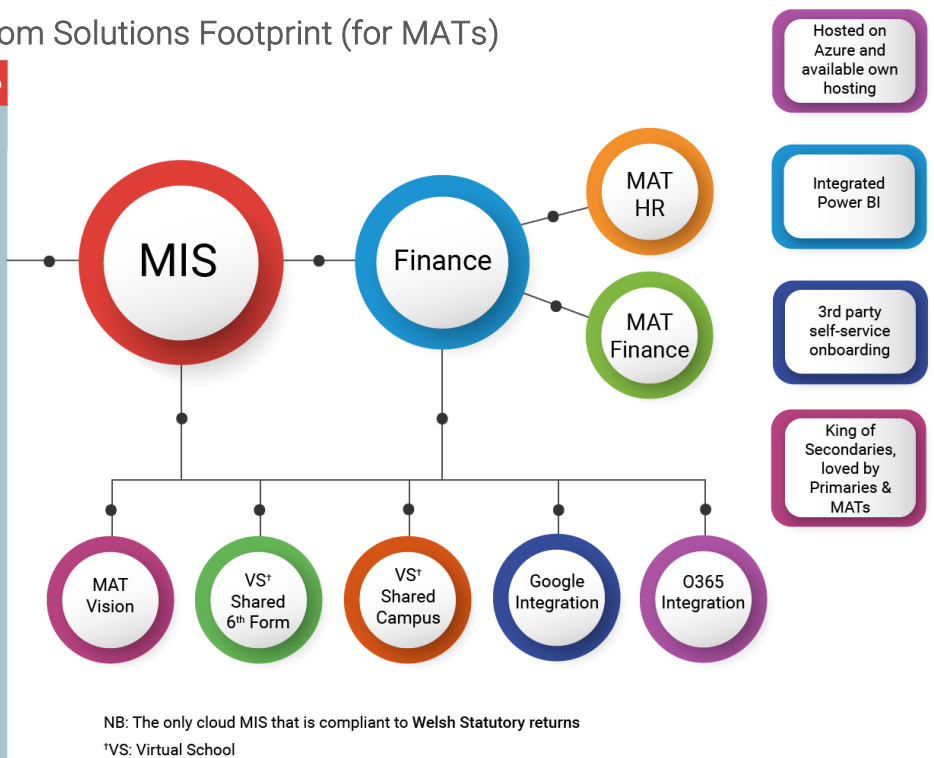 om Solutions Footprint (for MATs)
Hosted on
Azure and
available own
hosting
MIS
Finance
MAT
HR
MAT
Finance
Integrated
Power BI
3rd party
self-service
onboarding
King of
Secondaries,
loved by
Primaries &
MATs
MAT
Vision
VS†
Shared
6th Form
VS†
Shared
Campus
Google
Integration
O365
Integration
NB: The only cloud MIS that is compliant to Welsh Statutory returns
†VS: Virtual School